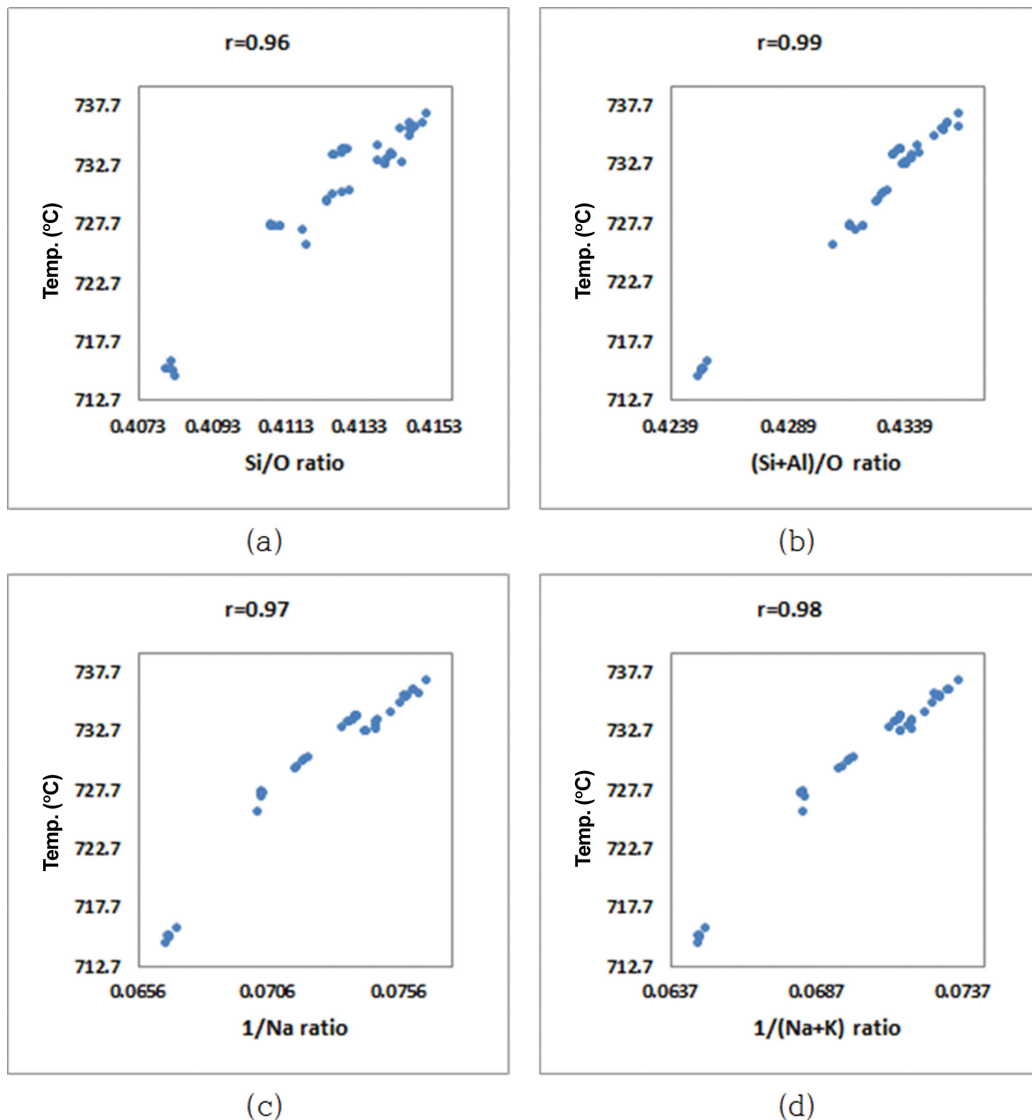 r=0.96
Temp. (°C)
737.7
732.7
727.7
722.7
717.7
712.7
0.4073 0.4093 0.4113 0.4133 0.4153
Si/O ratio
(a)
r=0.99
Temp. (°C)
737.7
732.7
727.7
722.7
717.7
712.7
0.4239 0.4289 0.4339
(Si+Al)/O ratio
(b)
r=0.97
Temp. (°C)
737.7
732.7
727.7
722.7
717.7
712.7
0.0656 0.0706 0.0756
1/Na ratio
(c)
r=0.98
Temp. (°C)
737.7
732.7
727.7
722.7
717.7
712.7
0.0637 0.0687 0.0737
1/(Na+K) ratio
(d)